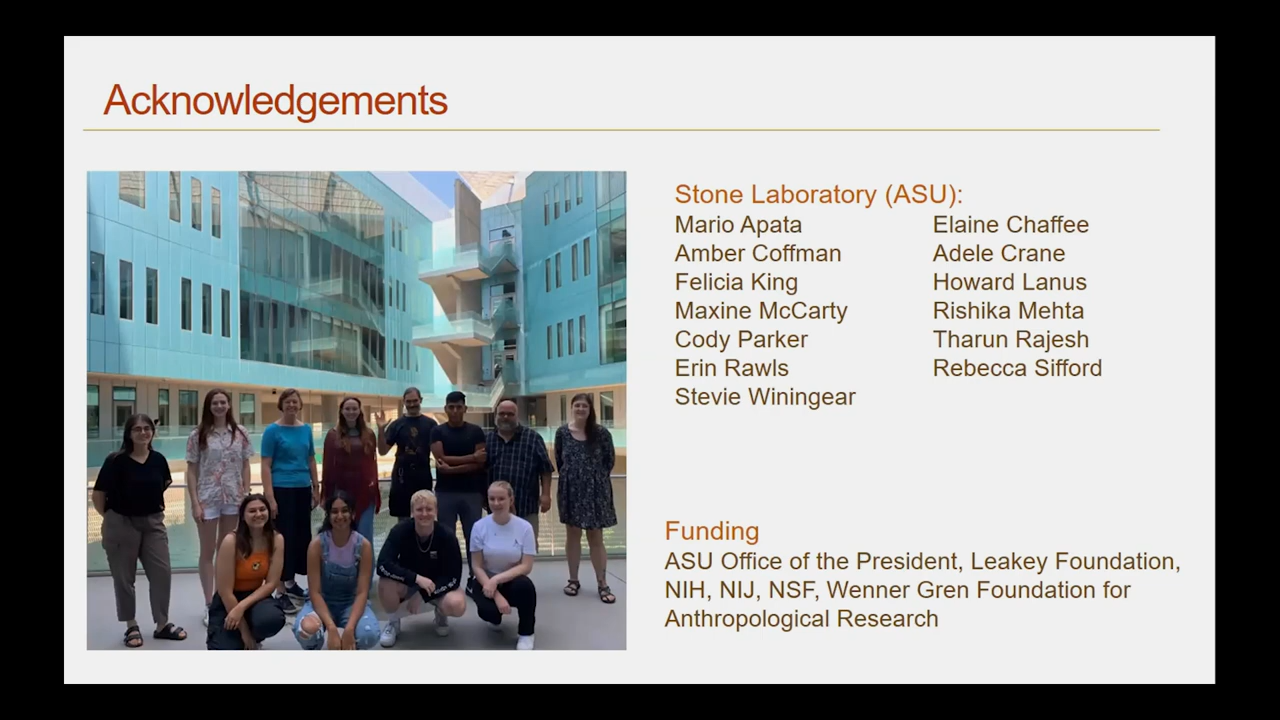 Acknowledgements
Stone Laboratory (ASU):
Mario Apata
Amber Coffman
Felicia King
Maxine McCarty
Cody Parker
Erin Rawls
Stevie Winingear
Elaine Chaffee
Adele Crane
Howard Lanus
Rishika Mehta
Tharun Rajesh
Rebecca Sifford
Funding
ASU Office of the President, Leakey Foundation,
NIH, NIJ, NSF, Wenner Gren Foundation for
Anthropological Research